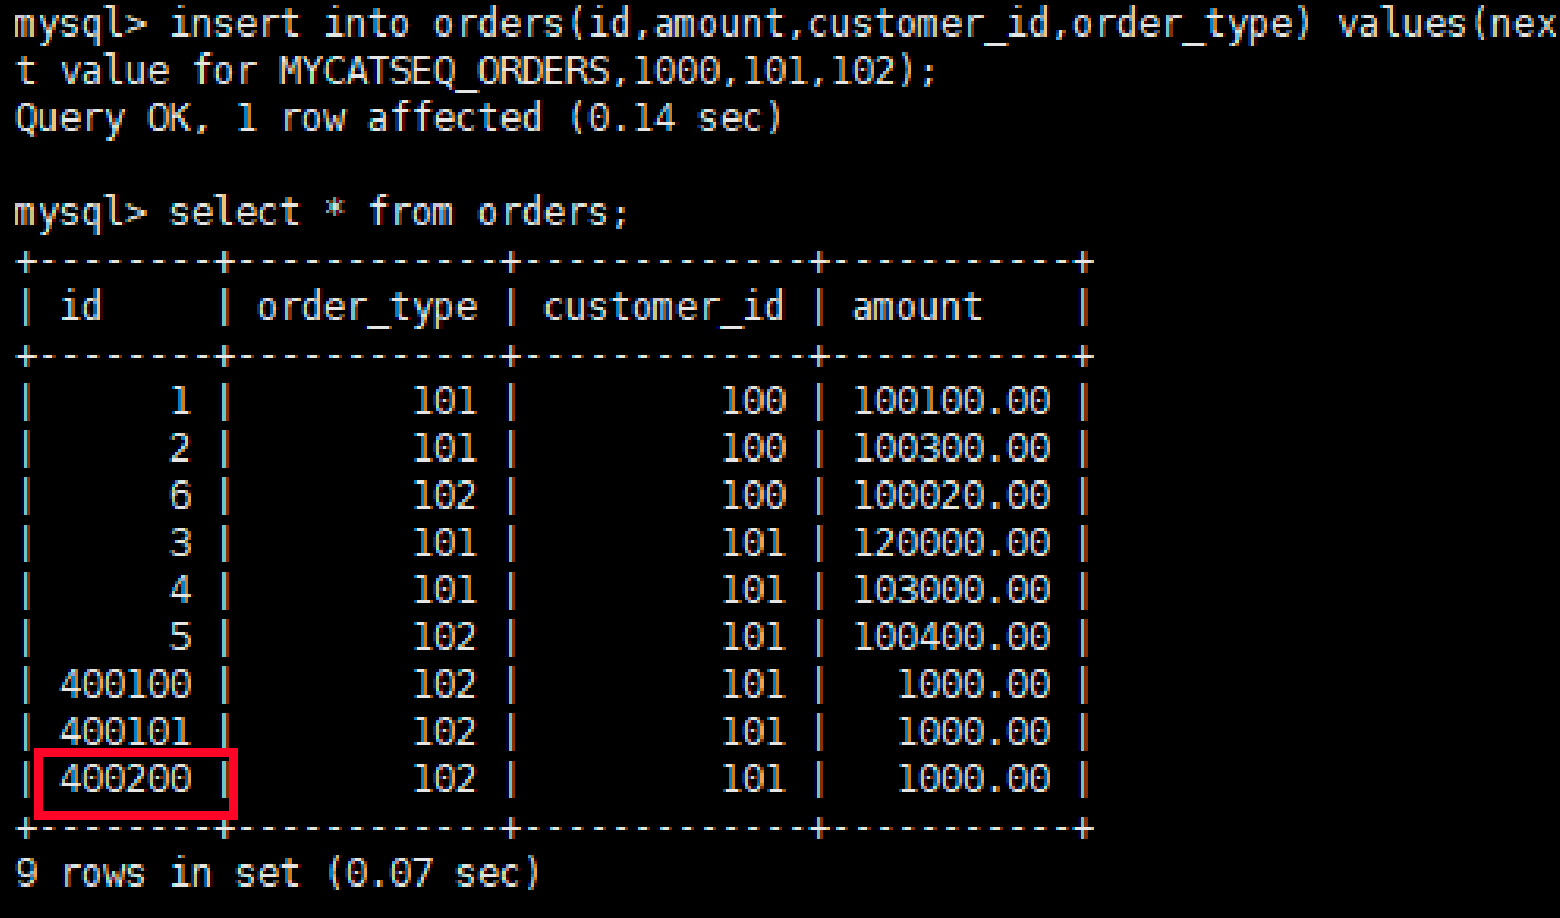 mysql> insert into orders(id,amount,customer_id,order_type) values(nex
t value for MYCATSEQ_ORDERS,1000,101,102);
Query OK, 1 row affected (0.14 sec)
mysql> select * from orders;
+--------+------------+-------------+-----------+
| id     | order_type | customer_id | amount    |
+--------+------------+-------------+-----------+
|      1 |        101 |         100 | 100100.00 |
|      2 |        101 |         100 | 100300.00 |
|      6 |        102 |         100 | 100020.00 |
|      3 |        101 |         101 | 120000.00 |
|      4 |        101 |         101 | 103000.00 |
|      5 |        102 |         101 | 100400.00 |
| 400100 |        102 |         101 |   1000.00 |
| 400101 |        102 |         101 |   1000.00 |
| 400200 |        102 |         101 |   1000.00 |
+--------+------------+-------------+-----------+
9 rows in set (0.07 sec)